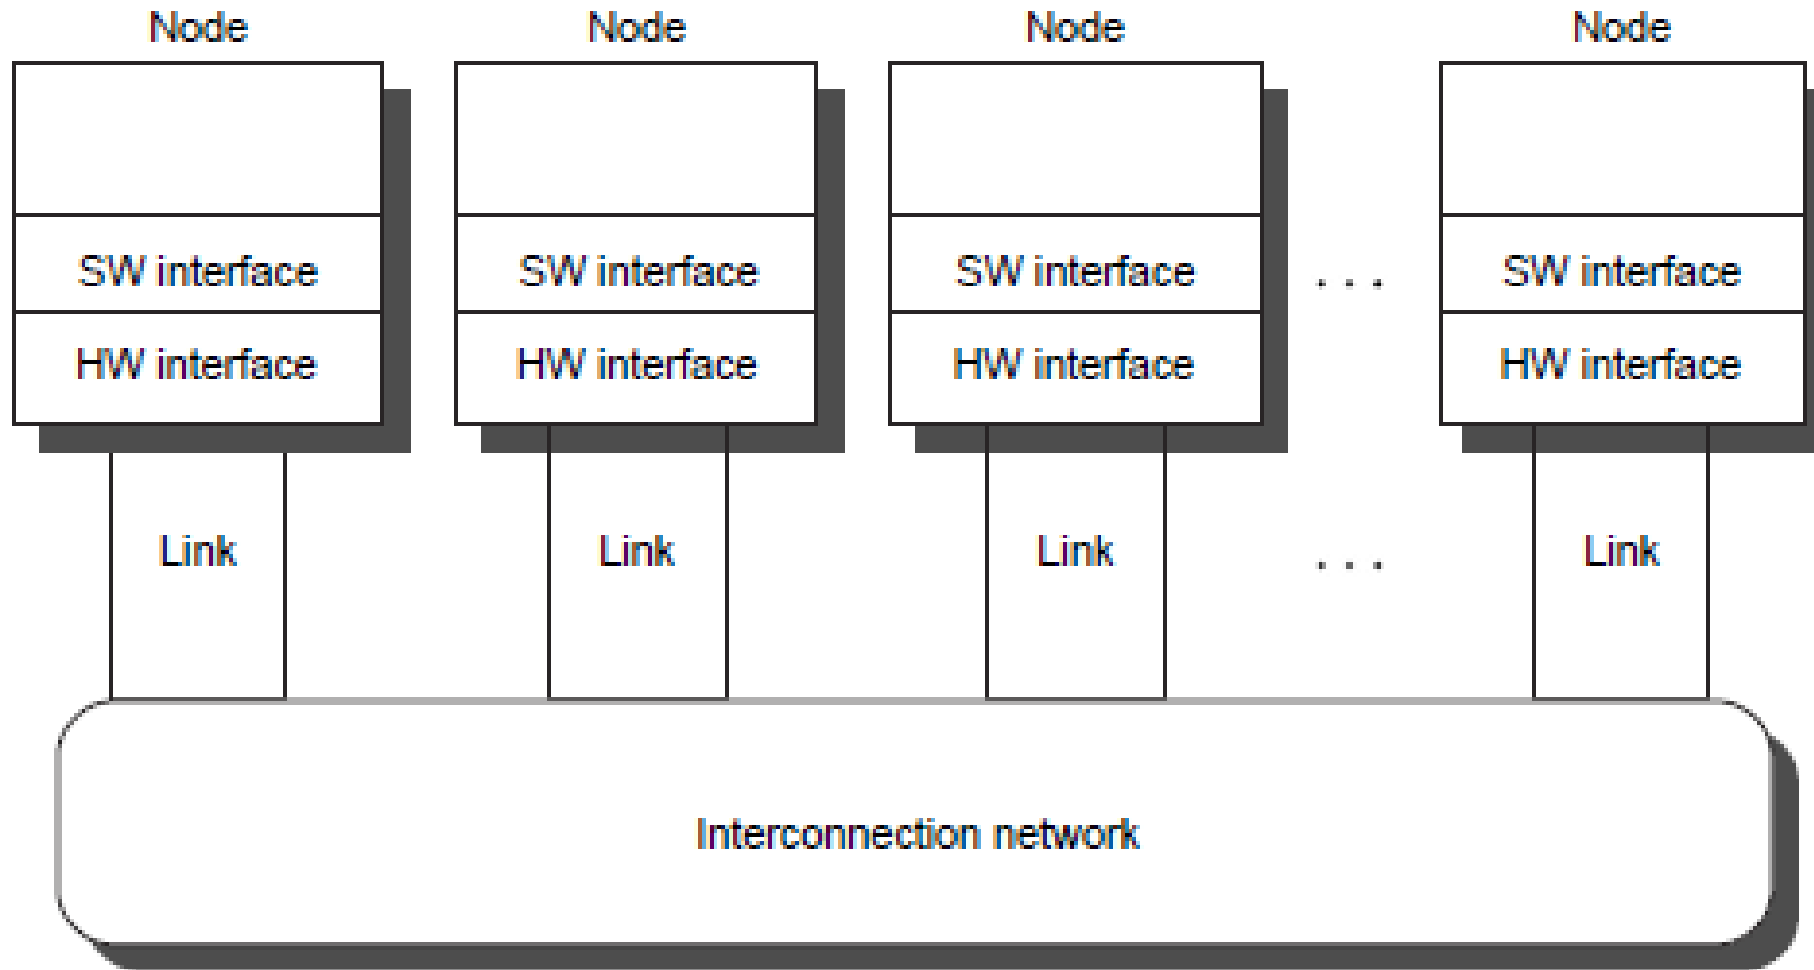 Node Node Node Node
SW interface SW interface SW interface . . . SW interface
HW interface HW interface HW interface HW interface
Link Link Link . . . Link
Interconnection network